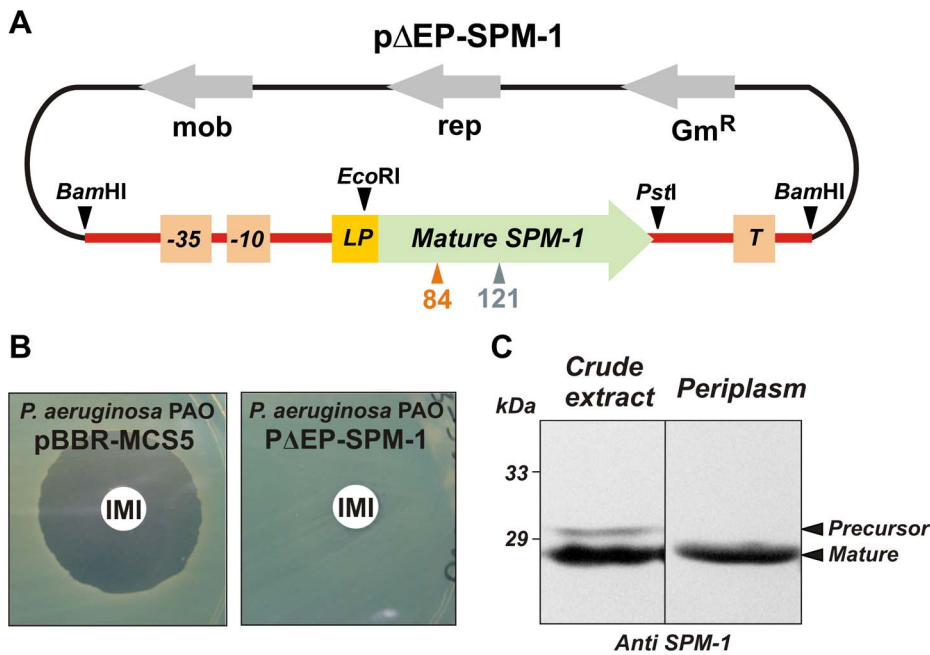 A
pΔEP-SPM-1
mob
rep
Gm^R
BamHI
EcoRI
PstI
BamHI
-35
-10
LP
Mature SPM-1
T
84
121
B
P. aeruginosa PAO
pBBR-MCS5
IMI
P. aeruginosa PAO
PΔEP-SPM-1
IMI
C
Crude
extract
Periplasm
kDa
33
29
Precursor
Mature
Anti SPM-1